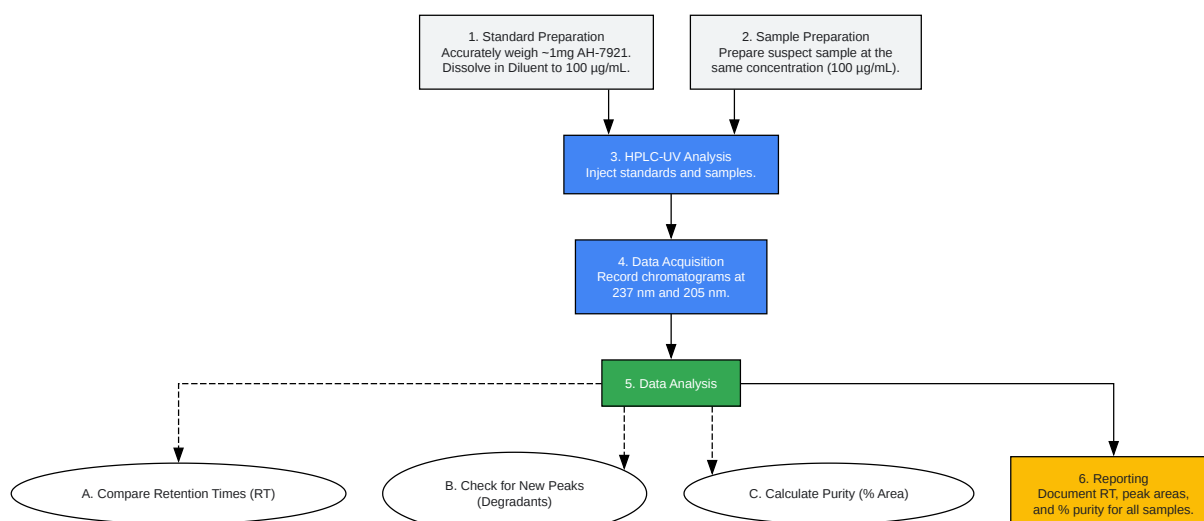 1. Standard Preparation
Accurately weigh ~1mg AH-7921.
Dissolve in Diluent to 100 µg/mL.
2. Sample Preparation
Prepare suspect sample at the
same concentration (100 µg/mL).
3. HPLC-UV Analysis
Inject standards and samples.
4. Data Acquisition
Record chromatograms at
237 nm and 205 nm.
5. Data Analysis
A. Compare Retention Times (RT)
B. Check for New Peaks
(Degradants)
C. Calculate Purity (% Area)
6. Reporting
Document RT, peak areas,
and % purity for all samples.